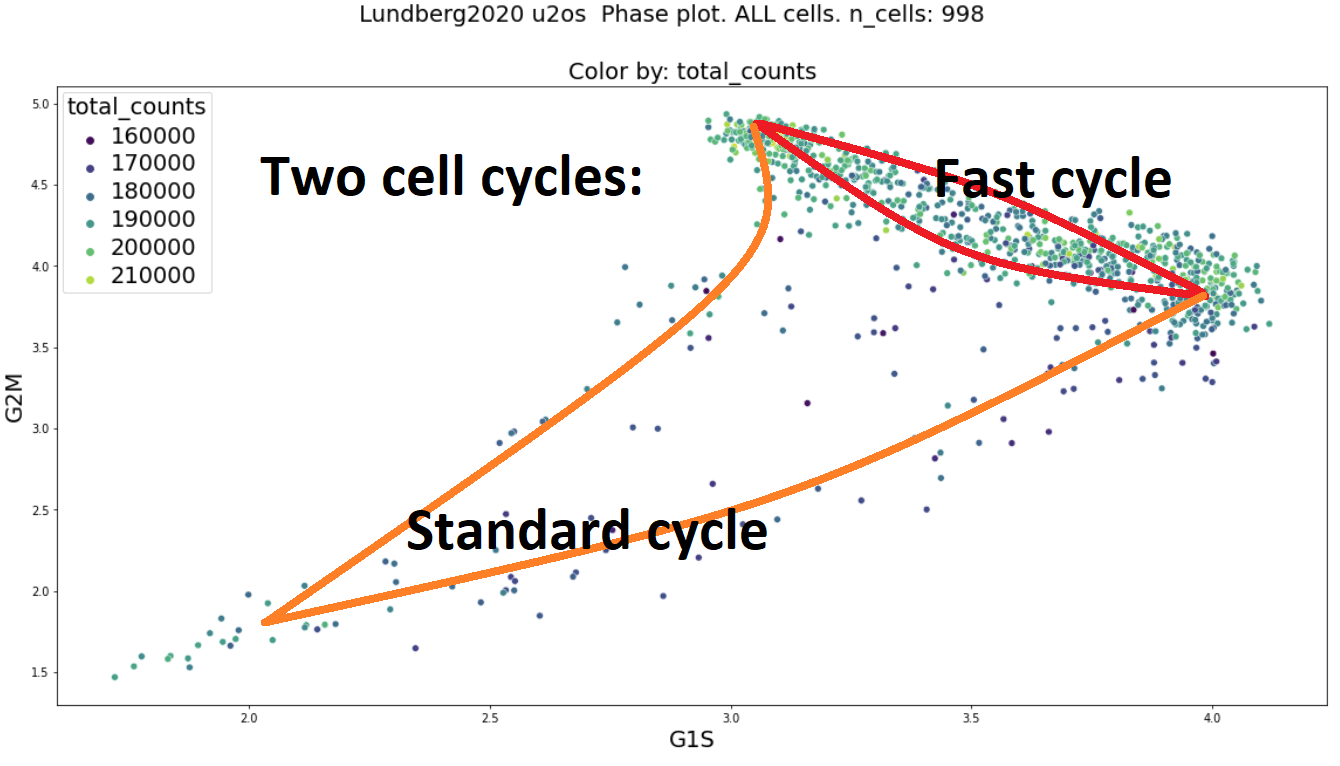 Lundberg2020 u2os  Phase plot. ALL cells. n_cells: 998
Color by: total_counts
total_counts
160000
170000
180000
190000
200000
210000
Two cell cycles:
Fast cycle
Standard cycle
G2M
5.0
4.5
4.0
3.5
3.0
2.5
2.0
1.5
2.0 2.5 3.0 3.5 4.0
G1S